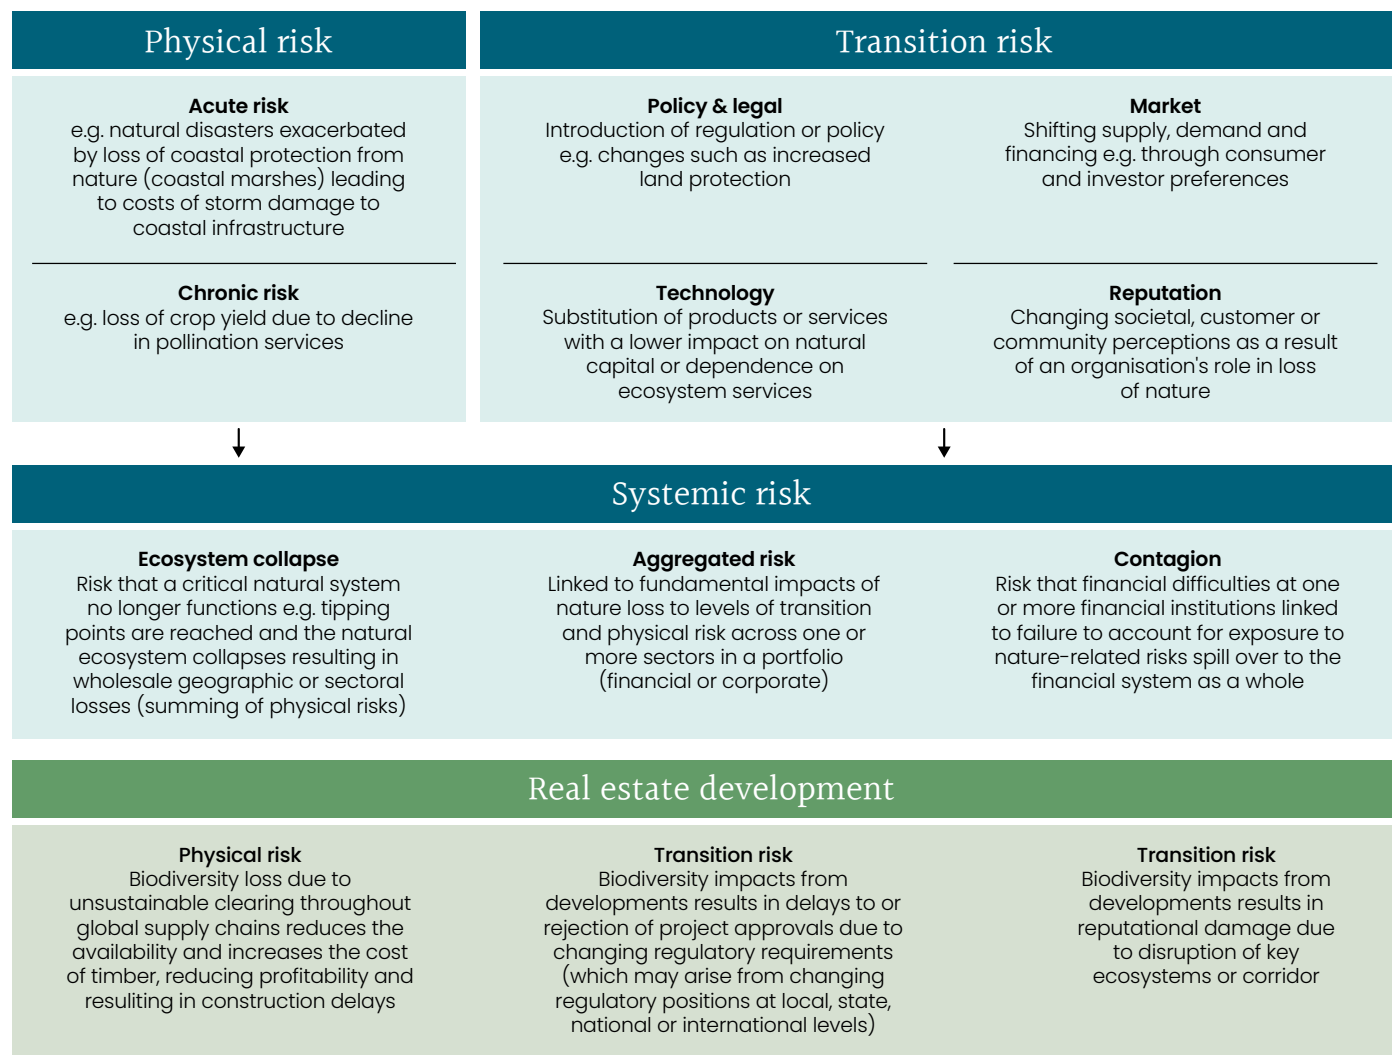 Physical risk
Transition risk
Acute risk
e.g. natural disasters exacerbated
by loss of coastal protection from
nature (coastal marshes) leading
to costs of storm damage to
coastal infrastructure
Chronic risk
e.g. loss of crop yield due to decline
in pollination services
Policy & legal
Introduction of regulation or policy
e.g. changes such as increased
land protection
Market
Shifting supply, demand and
financing e.g. through consumer
and investor preferences
Technology
Substitution of products or services
with a lower impact on natural
capital or dependence on
ecosystem services
Reputation
Changing societal, customer or
community perceptions as a result
of an organisation's role in loss
of nature
Systemic risk
Ecosystem collapse
Risk that a critical natural system
no longer functions e.g. tipping
points are reached and the natural
ecosystem collapses resulting in
wholesale geographic or sectoral
losses (summing of physical risks)
Aggregated risk
Linked to fundamental impacts of
nature loss to levels of transition
and physical risk across one or
more sectors in a portfolio
(financial or corporate)
Contagion
Risk that financial difficulties at one
or more financial institutions linked
to failure to account for exposure to
nature-related risks spill over to the
financial system as a whole
Real estate development
Physical risk
Biodiversity loss due to
unsustainable clearing throughout
global supply chains reduces the
availability and increases the cost
of timber, reducing profitability and
resuliting in construction delays
Transition risk
Biodiversity impacts from
developments results in delays to or
rejection of project approvals due to
changing regulatory requirements
(which may arise from changing
regulatory positions at local, state,
national or international levels)
Transition risk
Biodiversity impacts from
developments results in
reputational damage due
to disruption of key
ecosystems or corridor